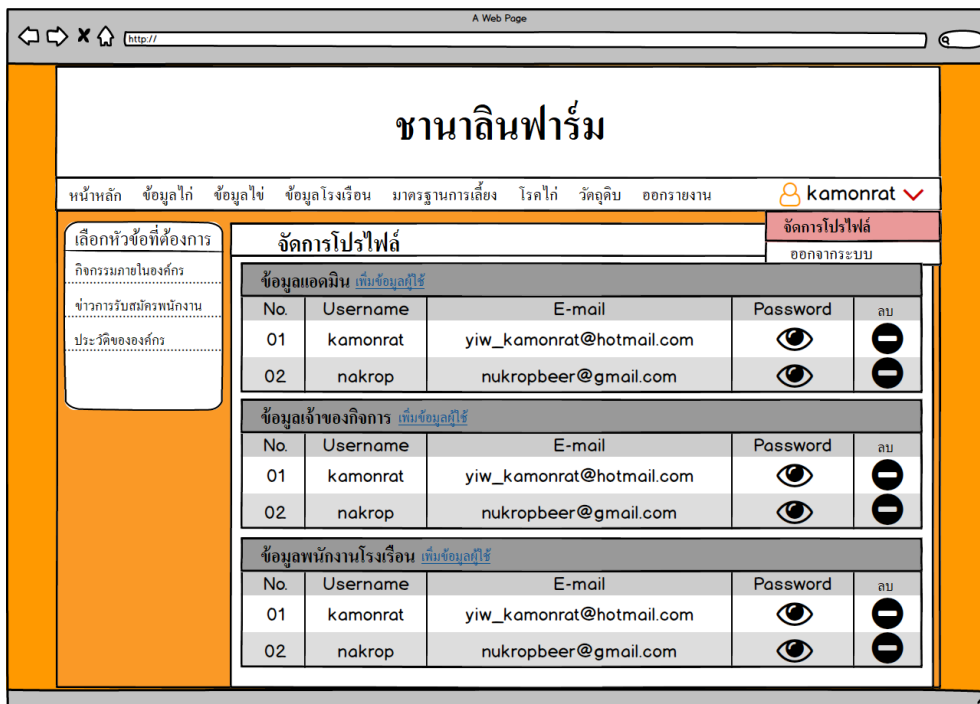 A Web Page
http://
ชานาลินฟาร์ม
หน้าหลัก ข้อมูลไก่ ข้อมูลไข่ ข้อมูลโรงเรือน มาตรฐานการเลี้ยง โรคไก่ วัตถุดิบ ออกรายงาน kamonrat
จัดการโปรไฟล์
ออกจากระบบ
เลือกหัวข้อที่ต้องการ
กิจกรรมภายในองค์กร
ข่าวการรับสมัครพนักงาน
ประวัติขององค์กร
จัดการโปรไฟล์
ข้อมูลแอดมิน เพิ่มข้อมูลผู้ใช้
No. Username E-mail Password ลบ
01 kamonrat yiw_kamonrat@hotmail.com
02 nakrop nukropbeer@gmail.com
ข้อมูลเจ้าของกิจการ เพิ่มข้อมูลผู้ใช้
No. Username E-mail Password ลบ
01 kamonrat yiw_kamonrat@hotmail.com
02 nakrop nukropbeer@gmail.com
ข้อมูลพนักงานโรงเรือน เพิ่มข้อมูลผู้ใช้
No. Username E-mail Password ลบ
01 kamonrat yiw_kamonrat@hotmail.com
02 nakrop nukropbeer@gmail.com